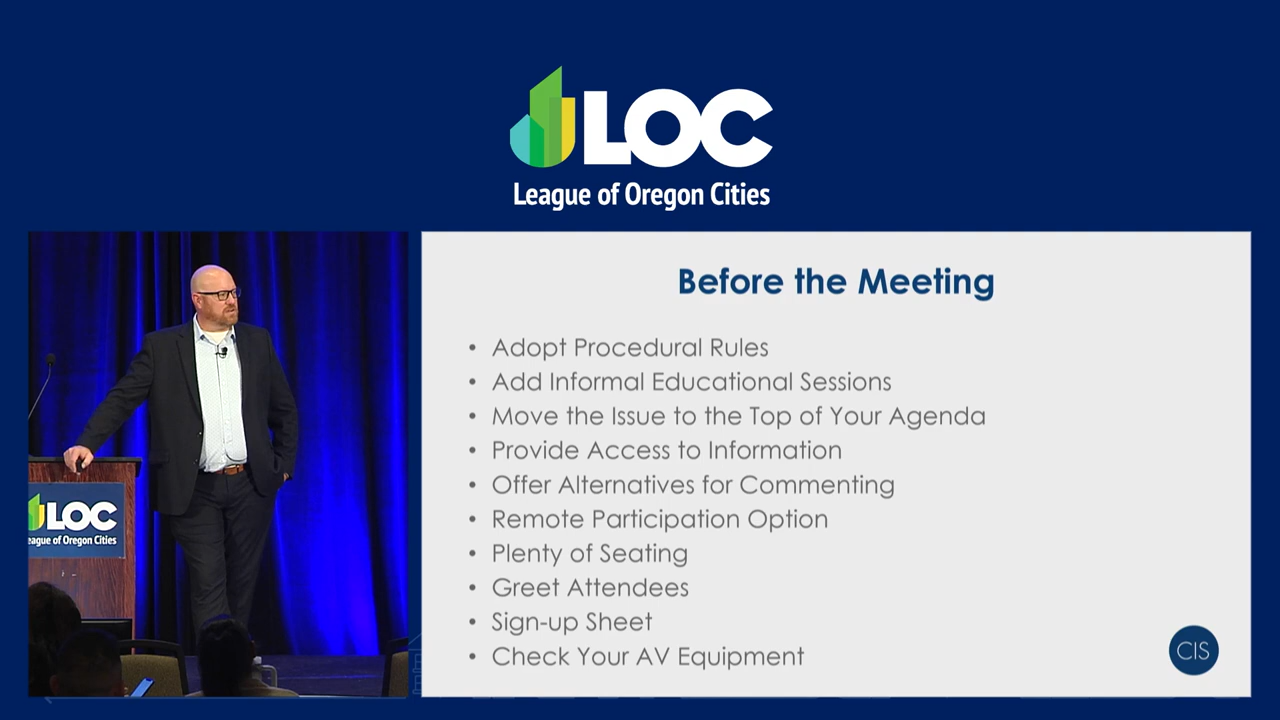 LOC
League of Oregon Cities
Before the Meeting
• Adopt Procedural Rules
• Add Informal Educational Sessions
• Move the Issue to the Top of Your Agenda
• Provide Access to Information
• Offer Alternatives for Commenting
• Remote Participation Option
• Plenty of Seating
• Greet Attendees
• Sign-up Sheet
• Check Your AV Equipment
CIS
LOC
eague of Oregon Cities